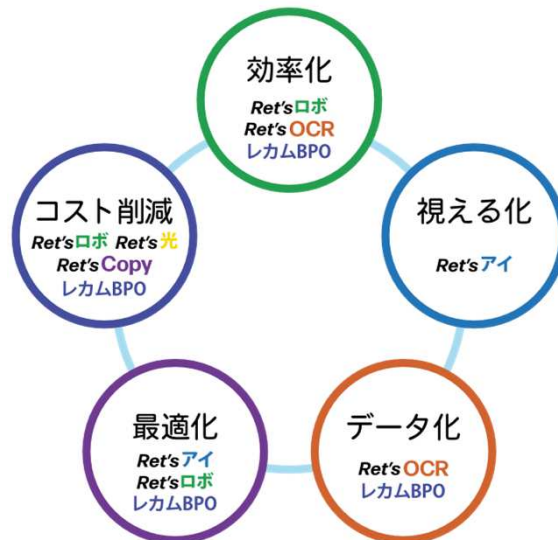 効率化
Ret'sロボ
Ret'sOCR
レカムBPO
視える化
Ret'sアイ
データ化
Ret'sOCR
レカムBPO
最適化
Ret'sアイ
Ret'sロボ
レカムBPO
コスト削減
Ret'sロボ Ret's光
Ret'sCopy
レカムBPO